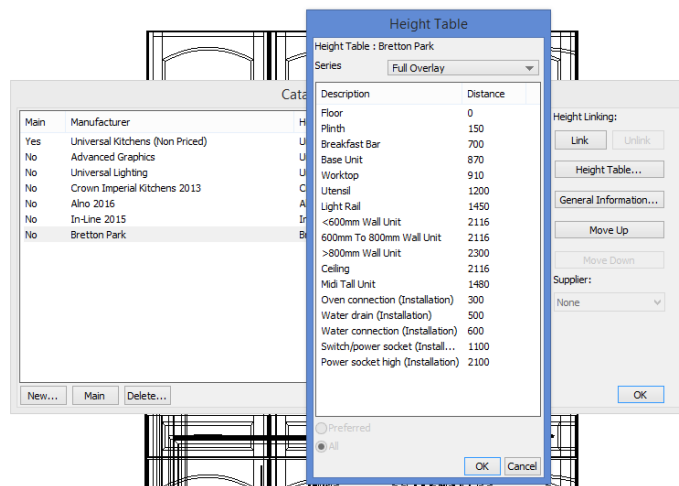 Height Table
Height Table : Bretton Park
Series Full Overlay
Description Distance
Floor 0
Plinth 150
Breakfast Bar 700
Base Unit 870
Worktop 910
Utensil 1200
Light Rail 1450
<600mm Wall Unit 2116
600mm To 800mm Wall Unit 2116
>800mm Wall Unit 2300
Ceiling 2116
Midi Tall Unit 1480
Oven connection (Installation) 300
Water drain (Installation) 500
Water connection (Installation) 600
Switch/power socket (Install... 1100
Power socket high (Installation) 2100
Preferred
All
OK Cancel
Cata
Main Manufacturer H
Yes Universal Kitchens (Non Priced) U
No Advanced Graphics U
No Universal Lighting U
No Crown Imperial Kitchens 2013 C
No Alno 2016 A
No In-Line 2015 In
No Bretton Park Br
New... Main Delete...
Height Linking:
Link Unlink
Height Table...
General Information...
Move Up
Move Down
Supplier:
None
OK